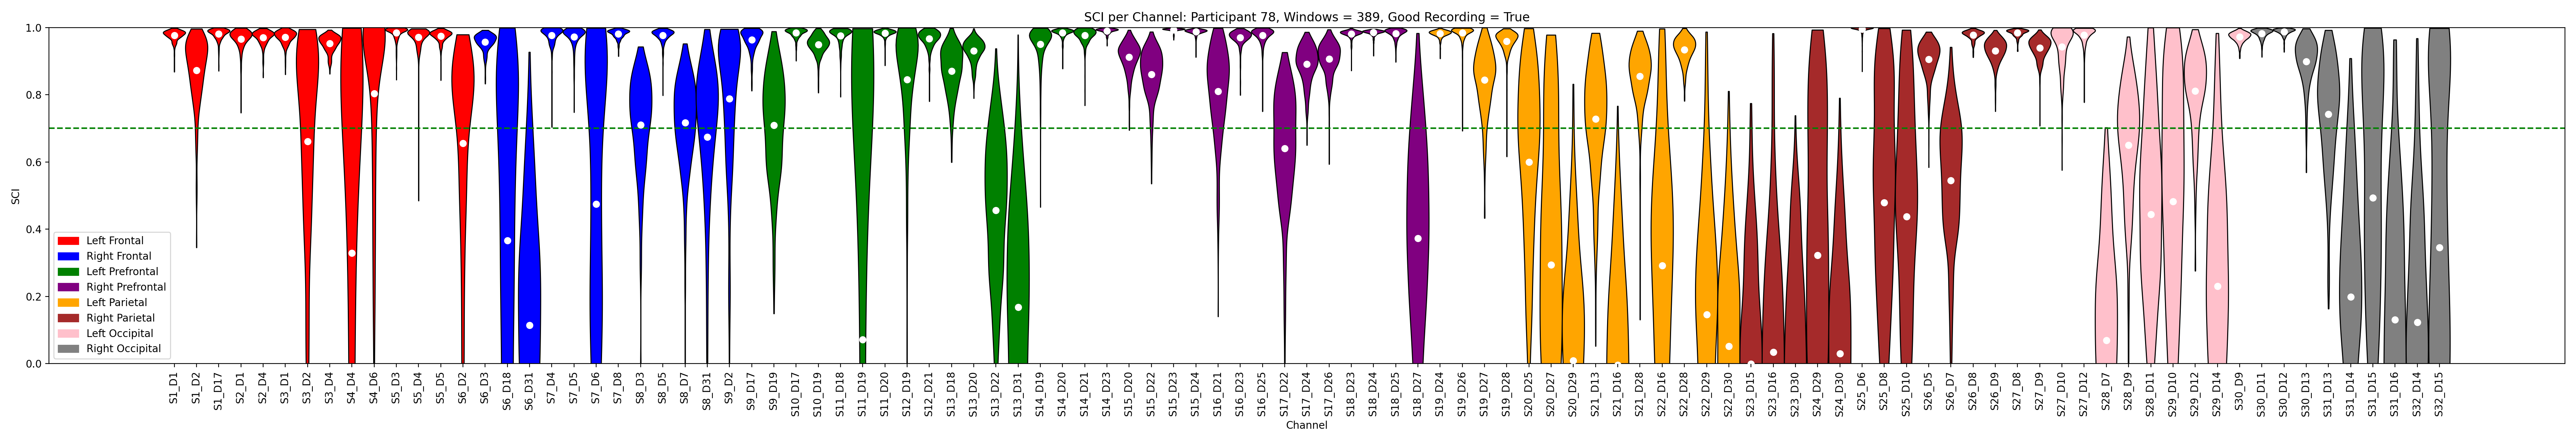 SCI per Channel: Participant 78, Windows = 389, Good Recording = True
SCI
1.0
0.8
0.6
0.4
0.2
0.0
Left Frontal
Right Frontal
Left Prefrontal
Right Prefrontal
Left Parietal
Right Parietal
Left Occipital
Right Occipital
S1_D1
S1_D2
S1_D17
S2_D1
S2_D4
S3_D1
S3_D2
S3_D4
S4_D4
S4_D6
S5_D3
S5_D4
S5_D6
S6_D2
S6_D3
S6_D18
S6_D31
S7_D4
S7_D5
S7_D6
S7_D8
S8_D3
S8_D5
S8_D7
S8_D31
S9_D2
S9_D17
S9_D19
S10_D17
S10_D19
S11_D18
S11_D19
S11_D20
S12_D19
S12_D21
S13_D18
S13_D20
S13_D22
S13_D31
S14_D19
S14_D20
S14_D21
S14_D23
S15_D20
S15_D22
S15_D23
S15_D24
S16_D21
S16_D23
S16_D25
S17_D22
S17_D24
S17_D26
S18_D23
S18_D24
S18_D25
S18_D27
S19_D24
S19_D26
S19_D27
S19_D28
S20_D25
S20_D27
S20_D29
S21_D13
S21_D16
S21_D28
S22_D16
S22_D28
S22_D29
S22_D30
S23_D15
S23_D16
S23_D30
S24_D29
S24_D30
S25_D6
S25_D8
S25_D10
S26_D5
S26_D7
S26_D8
S26_D9
S27_D8
S27_D9
S27_D10
S27_D12
S28_D7
S28_D9
S28_D11
S29_D10
S29_D12
S29_D14
S30_D9
S30_D11
S30_D12
S30_D13
S31_D13
S31_D14
S31_D15
S31_D16
S32_D14
S32_D15
Channel